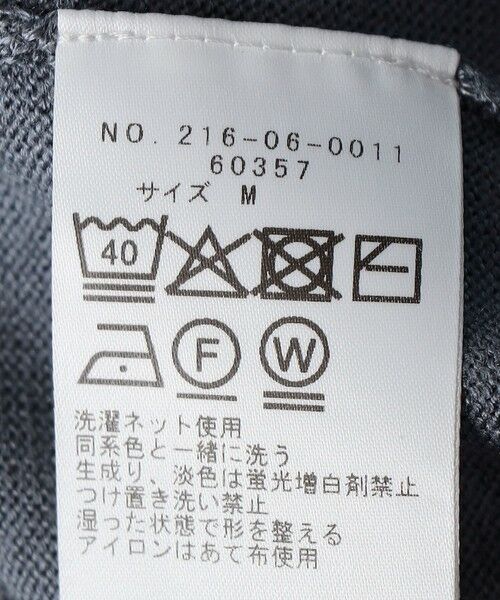 NO. 216-06-0011
60357
サイズ M
40
F W
洗濯ネット使用
同系色と一緒に洗う
生成り、淡色は蛍光増白剤禁止
つけ置き洗い禁止
湿った状態で形を整える
アイロンはあて布使用